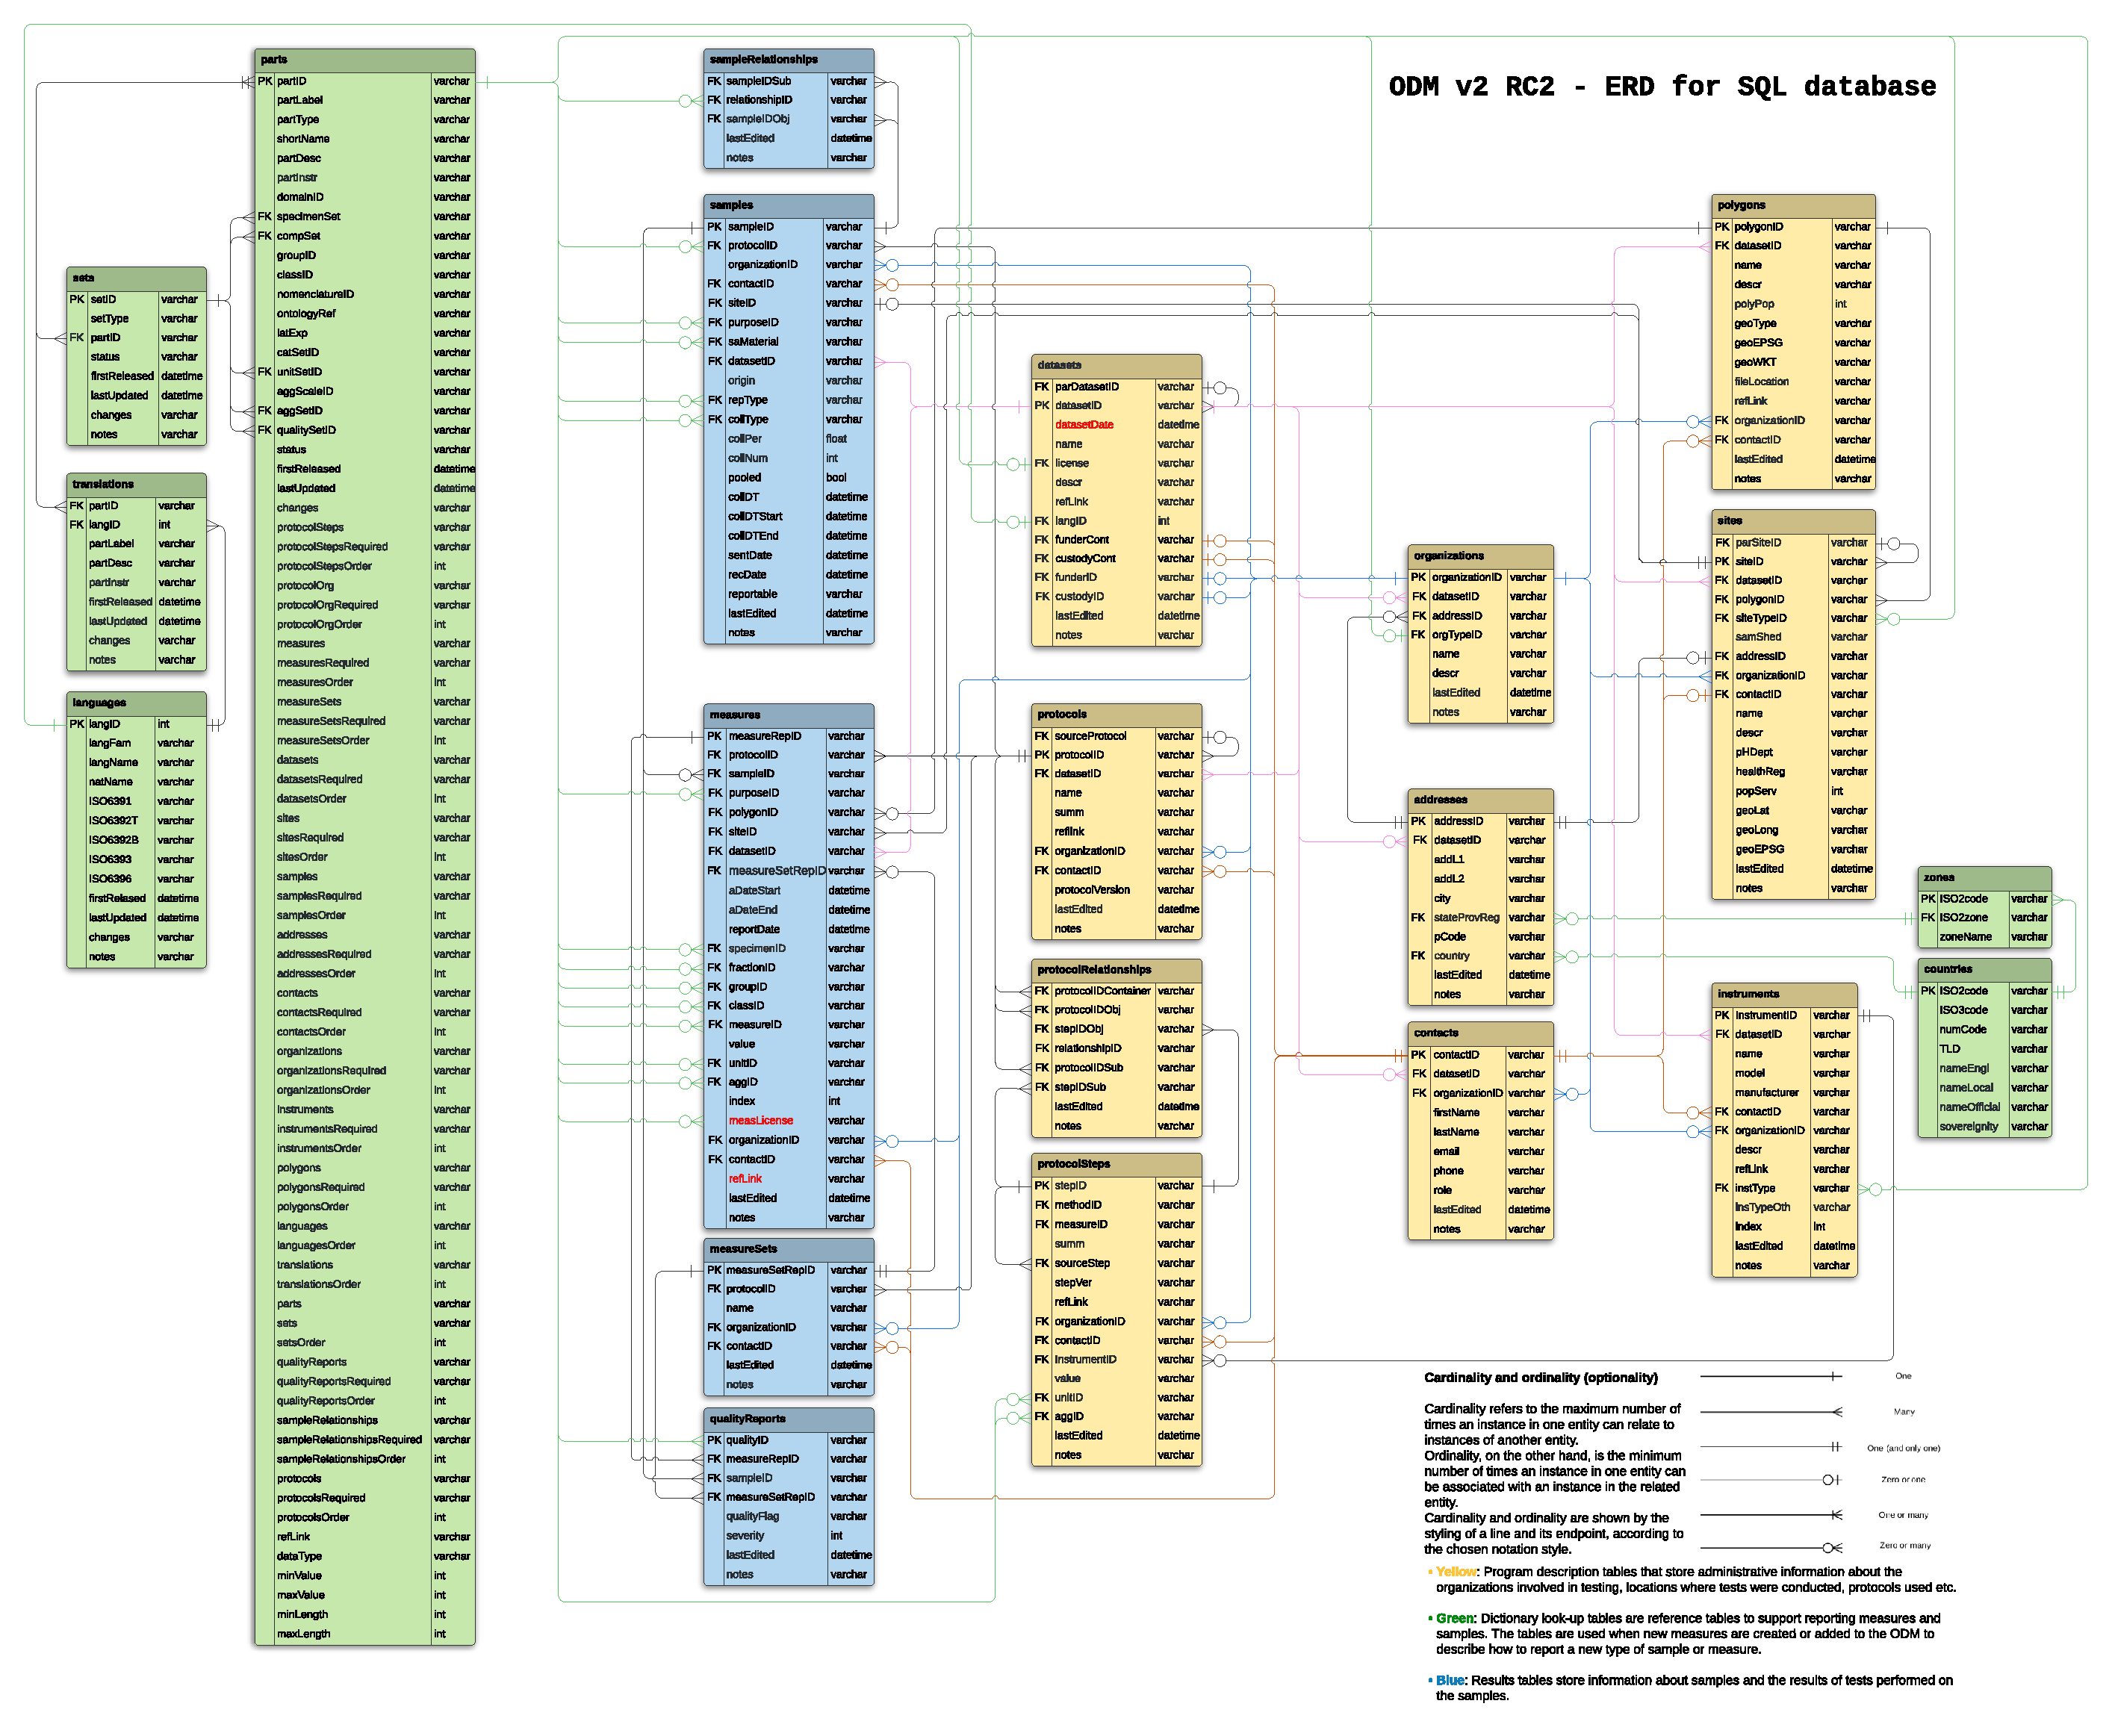 ODM v2 RC2 - ERD for SQL database
parts
PK partID varchar
partLabel varchar
partType varchar
shortName varchar
partDesc varchar
partInstr varchar
domainID varchar
FK specimenSet varchar
FK compSet varchar
groupID varchar
classID varchar
nomenclatureID varchar
ontologyRef varchar
latExp varchar
catSetID varchar
FK unitSetID varchar
aggScaleID varchar
FK aggSetID varchar
FK qualitySetID varchar
status varchar
firstReleased datetime
lastUpdated datetime
changes varchar
protocolSteps varchar
protocolStepsRequired varchar
protocolStepsOrder int
protocolOrg varchar
protocolOrgRequired varchar
protocolOrgOrder int
measures varchar
measuresRequired varchar
measuresOrder int
measureSets varchar
measureSetsRequired varchar
measureSetsOrder int
datasets varchar
datasetsRequired varchar
datasetsOrder int
sites varchar
sitesRequired varchar
sitesOrder int
samples varchar
samplesRequired varchar
samplesOrder int
addresses varchar
addressesRequired varchar
addressesOrder int
contacts varchar
contactsRequired varchar
contactsOrder int
organizations varchar
organizationsRequired varchar
organizationsOrder int
instruments varchar
instrumentsRequired varchar
instrumentsOrder int
polygons varchar
polygonsRequired varchar
polygonsOrder int
languages varchar
languagesOrder int
translations varchar
translationsOrder int
parts varchar
sets varchar
setsOrder int
qualityReports varchar
qualityReportsRequired varchar
qualityReportsOrder int
sampleRelationships varchar
sampleRelationshipsRequired varchar
sampleRelationshipsOrder int
protocols varchar
protocolsRequired varchar
protocolsOrder int
refLink varchar
dataType varchar
minValue int
maxValue int
minLength int
maxLength int
sets
PK setID varchar
setType varchar
FK partID varchar
status varchar
firstReleased datetime
lastUpdated datetime
changes varchar
notes varchar
translations
FK partID varchar
FK langID int
partLabel varchar
partDesc varchar
partInstr varchar
firstReleased datetime
lastUpdated datetime
changes varchar
notes varchar
languages
PK langID int
langFam varchar
langName varchar
natName varchar
ISO6391 varchar
ISO6392T varchar
ISO6392B varchar
ISO6393 varchar
ISO6396 varchar
firstRelased datetime
lastUpdated datetime
changes varchar
notes varchar
sampleRelationships
FK sampleIDSub varchar
FK relationshipID varchar
FK sampleIDObj varchar
lastEdited datetime
notes varchar
samples
PK sampleID varchar
FK protocolID varchar
organizationID varchar
FK contactID varchar
FK siteID varchar
FK purposeID varchar
FK saMaterial varchar
FK datasetID varchar
origin varchar
FK repType varchar
FK collType varchar
collPer float
collNum int
pooled bool
collDT datetime
collDTStart datetime
collDTEnd datetime
sentDate datetime
recDate datetime
reportable varchar
lastEdited datetime
notes varchar
measures
PK measureRepID varchar
FK protocolID varchar
FK sampleID varchar
FK purposeID varchar
FK polygonID varchar
FK siteID varchar
FK datasetID varchar
FK measureSetRepID varchar
aDateStart datetime
aDateEnd datetime
reportDate datetime
FK specimenID varchar
FK fractionID varchar
FK groupID varchar
FK classID varchar
FK measureID varchar
value varchar
FK unitID varchar
FK aggID varchar
index int
measLicense varchar
FK organizationID varchar
FK contactID varchar
refLink varchar
lastEdited datetime
notes varchar
measureSets
PK measureSetRepID varchar
FK protocolID varchar
name varchar
FK organizationID varchar
FK contactID varchar
lastEdited datetime
notes varchar
qualityReports
PK qualityID varchar
FK measureRepID varchar
FK sampleID varchar
FK measureSetRepID varchar
qualityFlag varchar
severity int
lastEdited datetime
notes varchar
datasets
FK parDatasetID varchar
PK datasetID varchar
datasetDate datetime
name varchar
FK license varchar
descr varchar
refLink varchar
FK langID int
FK funderCont varchar
FK custodyCont varchar
FK funderID varchar
FK custodyID varchar
lastEdited datetime
notes varchar
protocols
FK sourceProtocol varchar
PK protocolID varchar
FK datasetID varchar
name varchar
summ varchar
reflink varchar
FK organizationID varchar
FK contactID varchar
protocolVersion varchar
lastEdited datetime
notes varchar
protocolRelationships
FK protocolIDContainer varchar
FK protocolIDObj varchar
FK stepIDObj varchar
FK relationshipID varchar
FK protocolIDSub varchar
FK stepIDSub varchar
lastEdited datetime
notes varchar
protocolSteps
PK stepID varchar
FK methodID varchar
FK measureID varchar
summ varchar
FK sourceStep varchar
stepVer varchar
refLink varchar
FK organizationID varchar
FK contactID varchar
FK instrumentID varchar
value varchar
FK unitID varchar
FK aggID varchar
lastEdited datetime
notes varchar
organizations
PK organizationID varchar
FK datasetID varchar
FK addressID varchar
FK orgTypeID varchar
name varchar
descr varchar
lastEdited datetime
notes varchar
addresses
PK addressID varchar
FK datasetID varchar
addL1 varchar
addL2 varchar
city varchar
FK stateProvReg varchar
pCode varchar
FK country varchar
lastEdited datetime
notes varchar
contacts
PK contactID varchar
FK datasetID varchar
FK organizationID varchar
firstName varchar
lastName varchar
email varchar
phone varchar
role varchar
lastEdited datetime
notes varchar
polygons
PK polygonID varchar
FK datasetID varchar
name varchar
descr varchar
polyPop int
geoType varchar
geoEPSG varchar
geoWKT varchar
fileLocation varchar
refLink varchar
FK organizationID varchar
FK contactID varchar
lastEdited datetime
notes varchar
sites
FK parSiteID varchar
PK siteID varchar
FK datasetID varchar
FK polygonID varchar
FK siteTypeID varchar
samShed varchar
FK addressID varchar
FK organizationID varchar
FK contactID varchar
name varchar
descr varchar
pHDept varchar
healthReg varchar
popServ int
geoLat varchar
geoLong varchar
geoEPSG varchar
lastEdited datetime
notes varchar
instruments
PK instrumentID varchar
FK datasetID varchar
name varchar
model varchar
manufacturer varchar
FK contactID varchar
FK organizationID varchar
descr varchar
refLink varchar
FK instType varchar
insTypeOth varchar
index int
lastEdited datetime
notes varchar
zones
PK ISO2code varchar
FK ISO2zone varchar
zoneName varchar
countries
PK ISO2code varchar
ISO3code varchar
numCode varchar
TLD varchar
nameEngl varchar
nameLocal varchar
nameOfficial varchar
sovereignity varchar
Cardinality and ordinality (optionality)
Cardinality refers to the maximum number of
times an instance in one entity can relate to
instances of another entity.
Ordinality, on the other hand, is the minimum
number of times an instance in one entity can
be associated with an instance in the related
entity.
Cardinality and ordinality are shown by the
styling of a line and its endpoint, according to
the chosen notation style.
One
Many
One (and only one)
Zero or one
One or many
Zero or many
• Yellow: Program description tables that store administrative information about the
organizations involved in testing, locations where tests were conducted, protocols used etc.
• Green: Dictionary look-up tables are reference tables to support reporting measures and
samples. The tables are used when new measures are created or added to the ODM to
describe how to report a new type of sample or measure.
• Blue: Results tables store information about samples and the results of tests performed on
the samples.